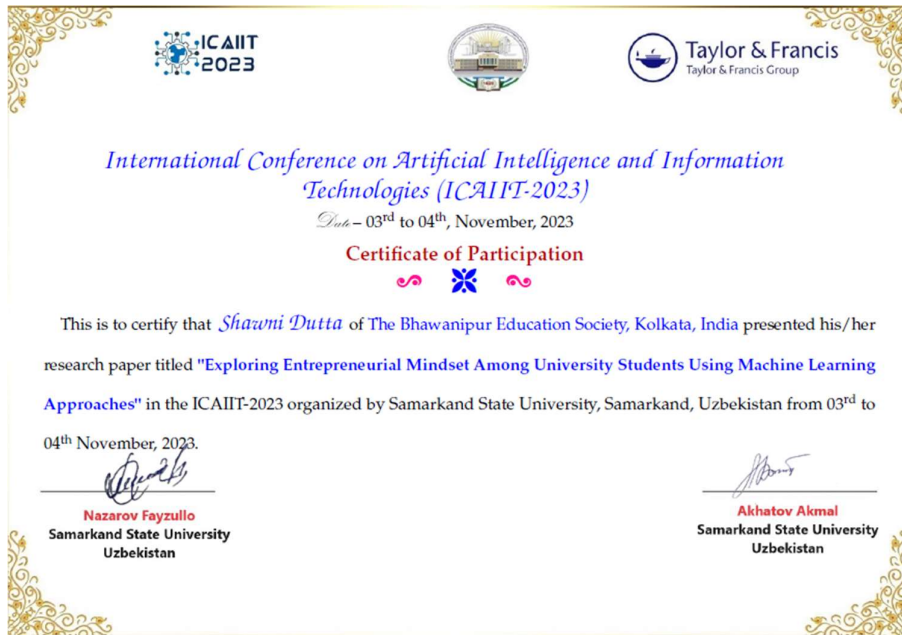 ICAIIT
2023
Taylor & Francis
Taylor & Francis Group
International Conference on Artificial Intelligence and Information
Technologies (ICAIIT-2023)
Date – 03rd to 04th, November, 2023
Certificate of Participation
This is to certify that Shawni Dutta of The Bhawanipur Education Society, Kolkata, India presented his/her
research paper titled "Exploring Entrepreneurial Mindset Among University Students Using Machine Learning
Approaches" in the ICAIIT-2023 organized by Samarkand State University, Samarkand, Uzbekistan from 03rd to
04th November, 2023.
Nazarov Fayzullo
Samarkand State University
Uzbekistan
Akhatov Akmal
Samarkand State University
Uzbekistan